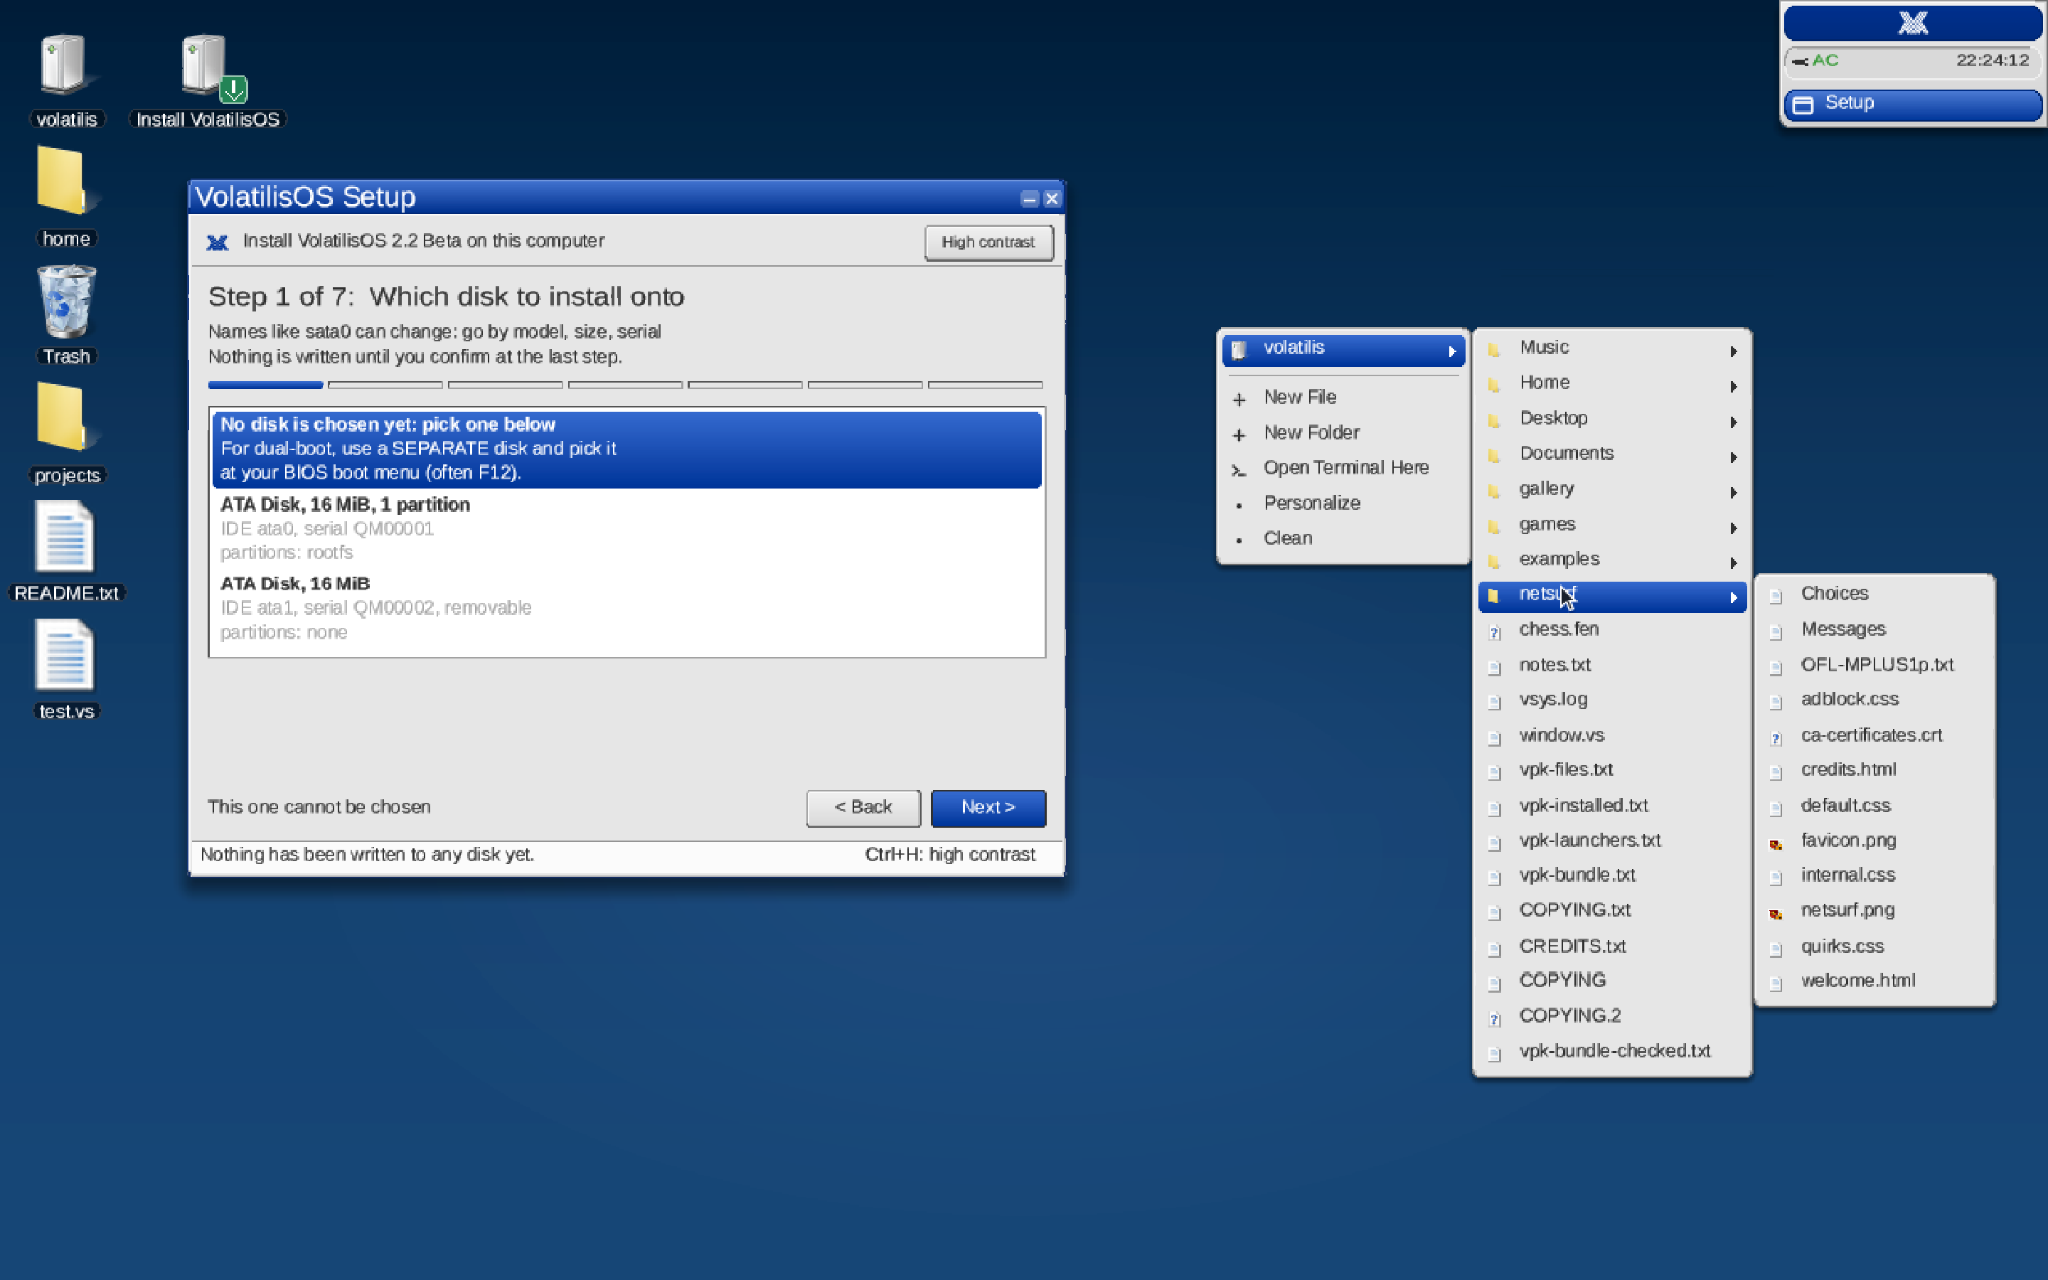 volatilis
Install VolatilisOS
home
Trash
projects
README.txt
test.vs
VolatilisOS Setup
Install VolatilisOS 2.2 Beta on this computer
High contrast
Step 1 of 7: Which disk to install onto
Names like sata0 can change: go by model, size, serial
Nothing is written until you confirm at the last step.
No disk is chosen yet: pick one below
For dual-boot, use a SEPARATE disk and pick it
at your BIOS boot menu (often F12).
ATA Disk, 16 MiB, 1 partition
IDE ata0, serial QM00001
partitions: rootfs
ATA Disk, 16 MiB
IDE ata1, serial QM00002, removable
partitions: none
This one cannot be chosen
< Back
Next >
Nothing has been written to any disk yet.
Ctrl+H: high contrast
AC
22:24:12
Setup
volatilis
New File
New Folder
Open Terminal Here
Personalize
Clean
Music
Home
Desktop
Documents
gallery
games
examples
netsurf
chess.fen
notes.txt
vsys.log
window.vs
vpk-files.txt
vpk-installed.txt
vpk-launchers.txt
vpk-bundle.txt
COPYING.txt
CREDITS.txt
COPYING
COPYING.2
vpk-bundle-checked.txt
Choices
Messages
OFL-MPLUS1p.txt
adblock.css
ca-certificates.crt
credits.html
default.css
favicon.png
internal.css
netsurf.png
quirks.css
welcome.html